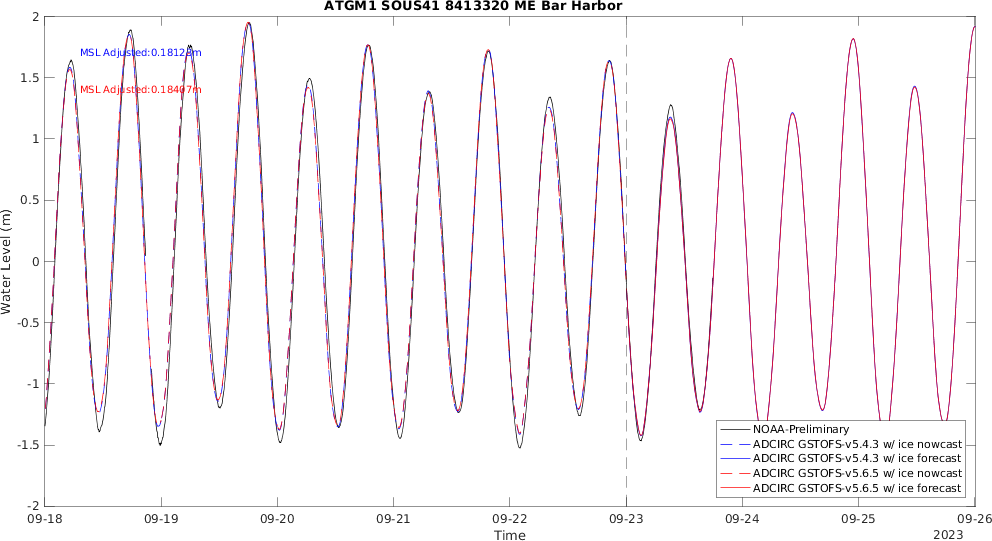 ATGM1 SOUS41 8413320 ME Bar Harbor
2
1.5
1
0.5
0
-0.5
-1
-1.5
-2
Water Level (m)
MSL Adjusted:0.18124m
MSL Adjusted:0.18407m
NOAA-Preliminary
ADCIRC GSTOFS-v5.4.3 w/ ice nowcast
ADCIRC GSTOFS-v5.4.3 w/ ice forecast
ADCIRC GSTOFS-v5.6.5 w/ ice nowcast
ADCIRC GSTOFS-v5.6.5 w/ ice forecast
09-18 09-19 09-20 09-21 09-22 09-23 09-24 09-25 09-26
Time
2023